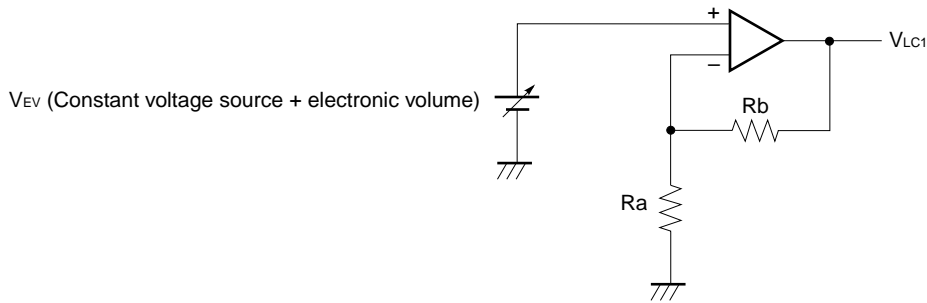 +
VLC1
−
VEV (Constant voltage source + electronic volume)
Rb
Ra